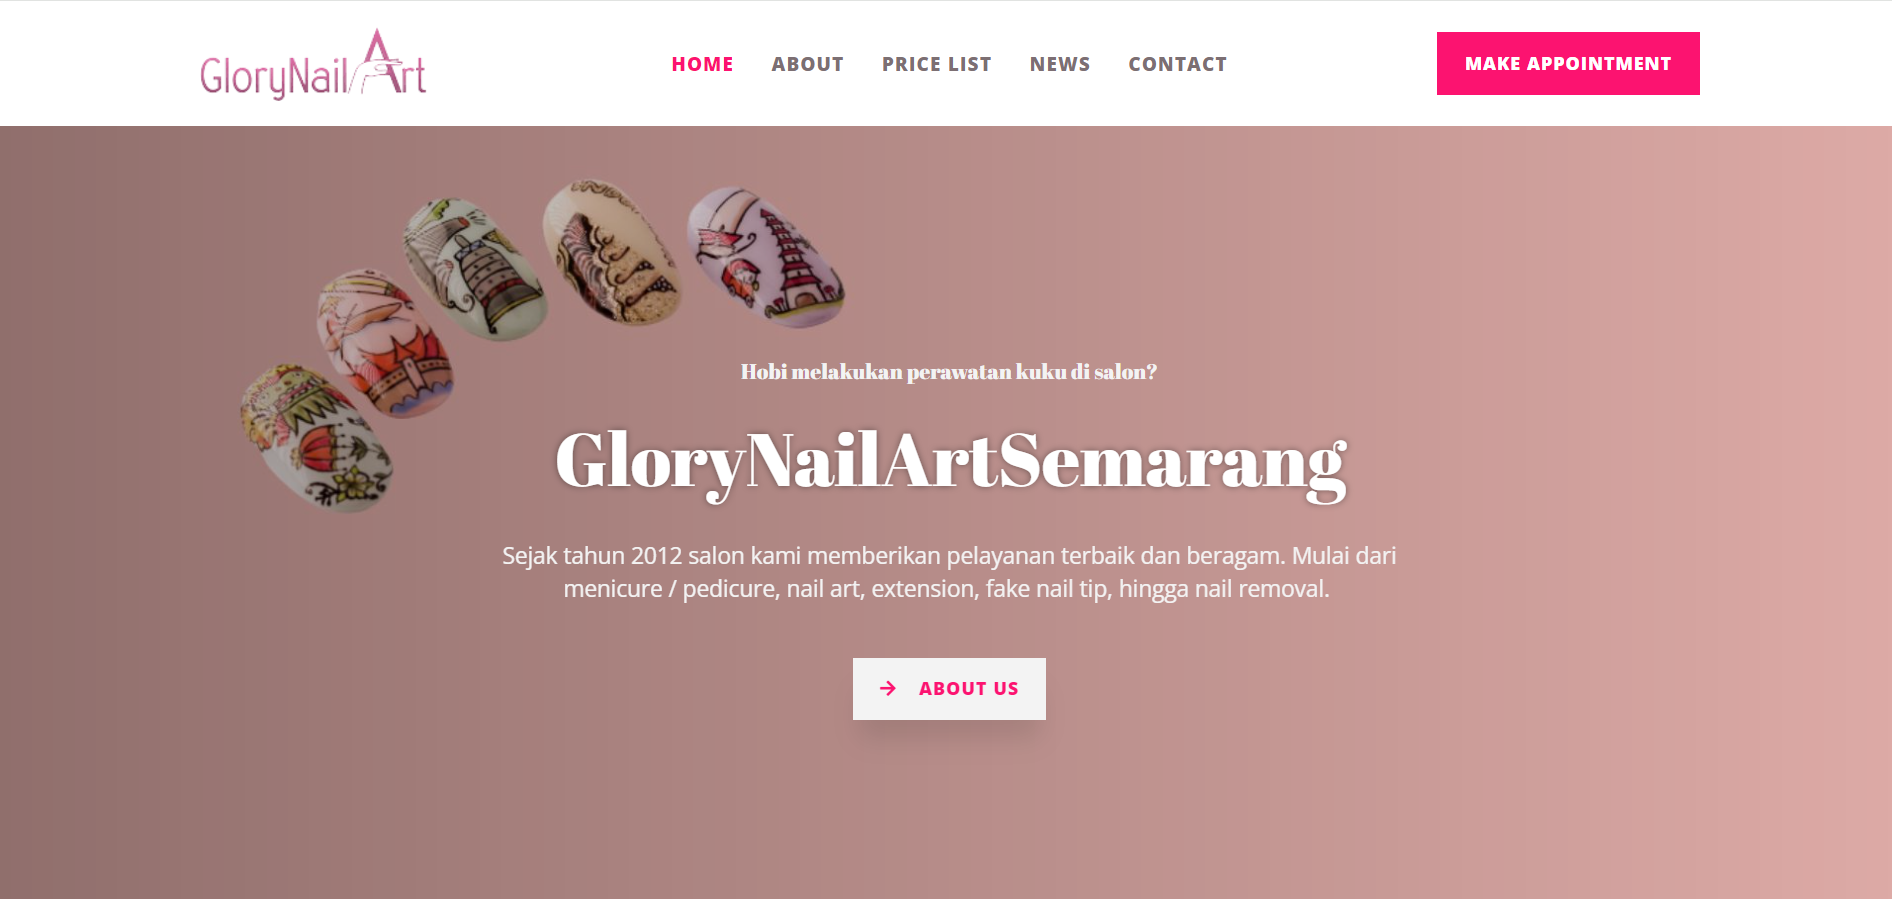 GloryNailArt
HOME ABOUT PRICE LIST NEWS CONTACT
MAKE APPOINTMENT
Hobi melakukan perawatan kuku di salon?
GloryNailArtSemarang
Sejak tahun 2012 salon kami memberikan pelayanan terbaik dan beragam. Mulai dari
menicure / pedicure, nail art, extension, fake nail tip, hingga nail removal.
ABOUT US